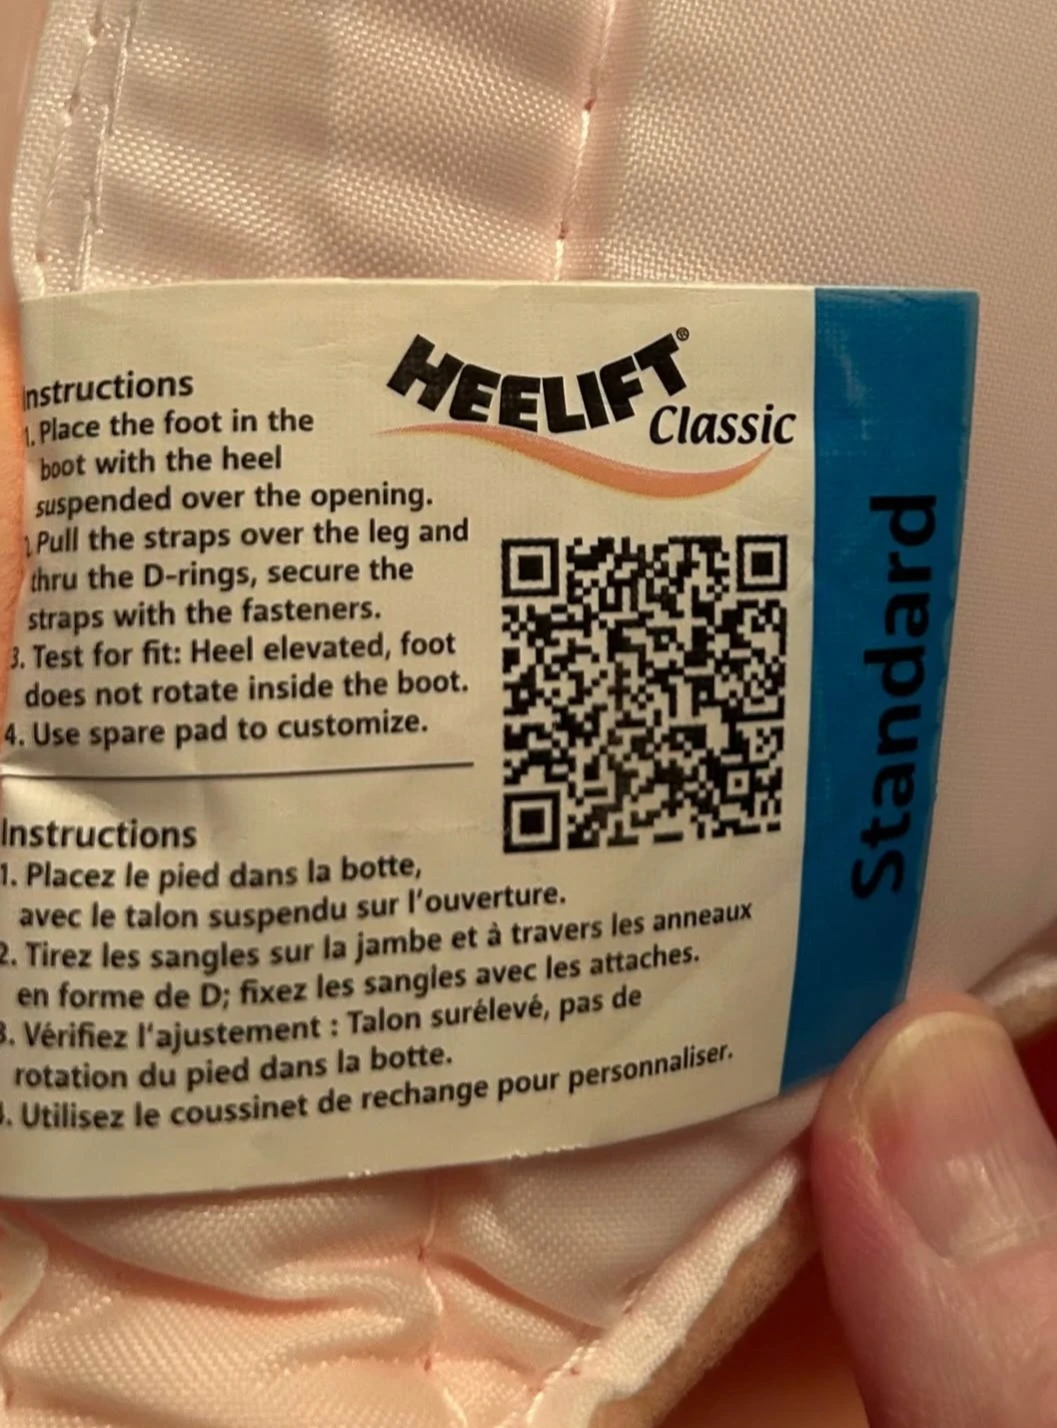 HEELIFT®
Classic
Instructions
1. Place the foot in the
boot with the heel
suspended over the opening.
2. Pull the straps over the leg and
thru the D-rings, secure the
straps with the fasteners.
3. Test for fit: Heel elevated, foot
does not rotate inside the boot.
4. Use spare pad to customize.
Instructions
1. Placez le pied dans la botte,
avec le talon suspendu sur l'ouverture.
2. Tirez les sangles sur la jambe et à travers les anneaux
en forme de D; fixez les sangles avec les attaches.
3. Vérifiez l'ajustement : Talon surélevé, pas de
rotation du pied dans la botte.
4. Utilisez le coussinet de rechange pour personnaliser.
Standard